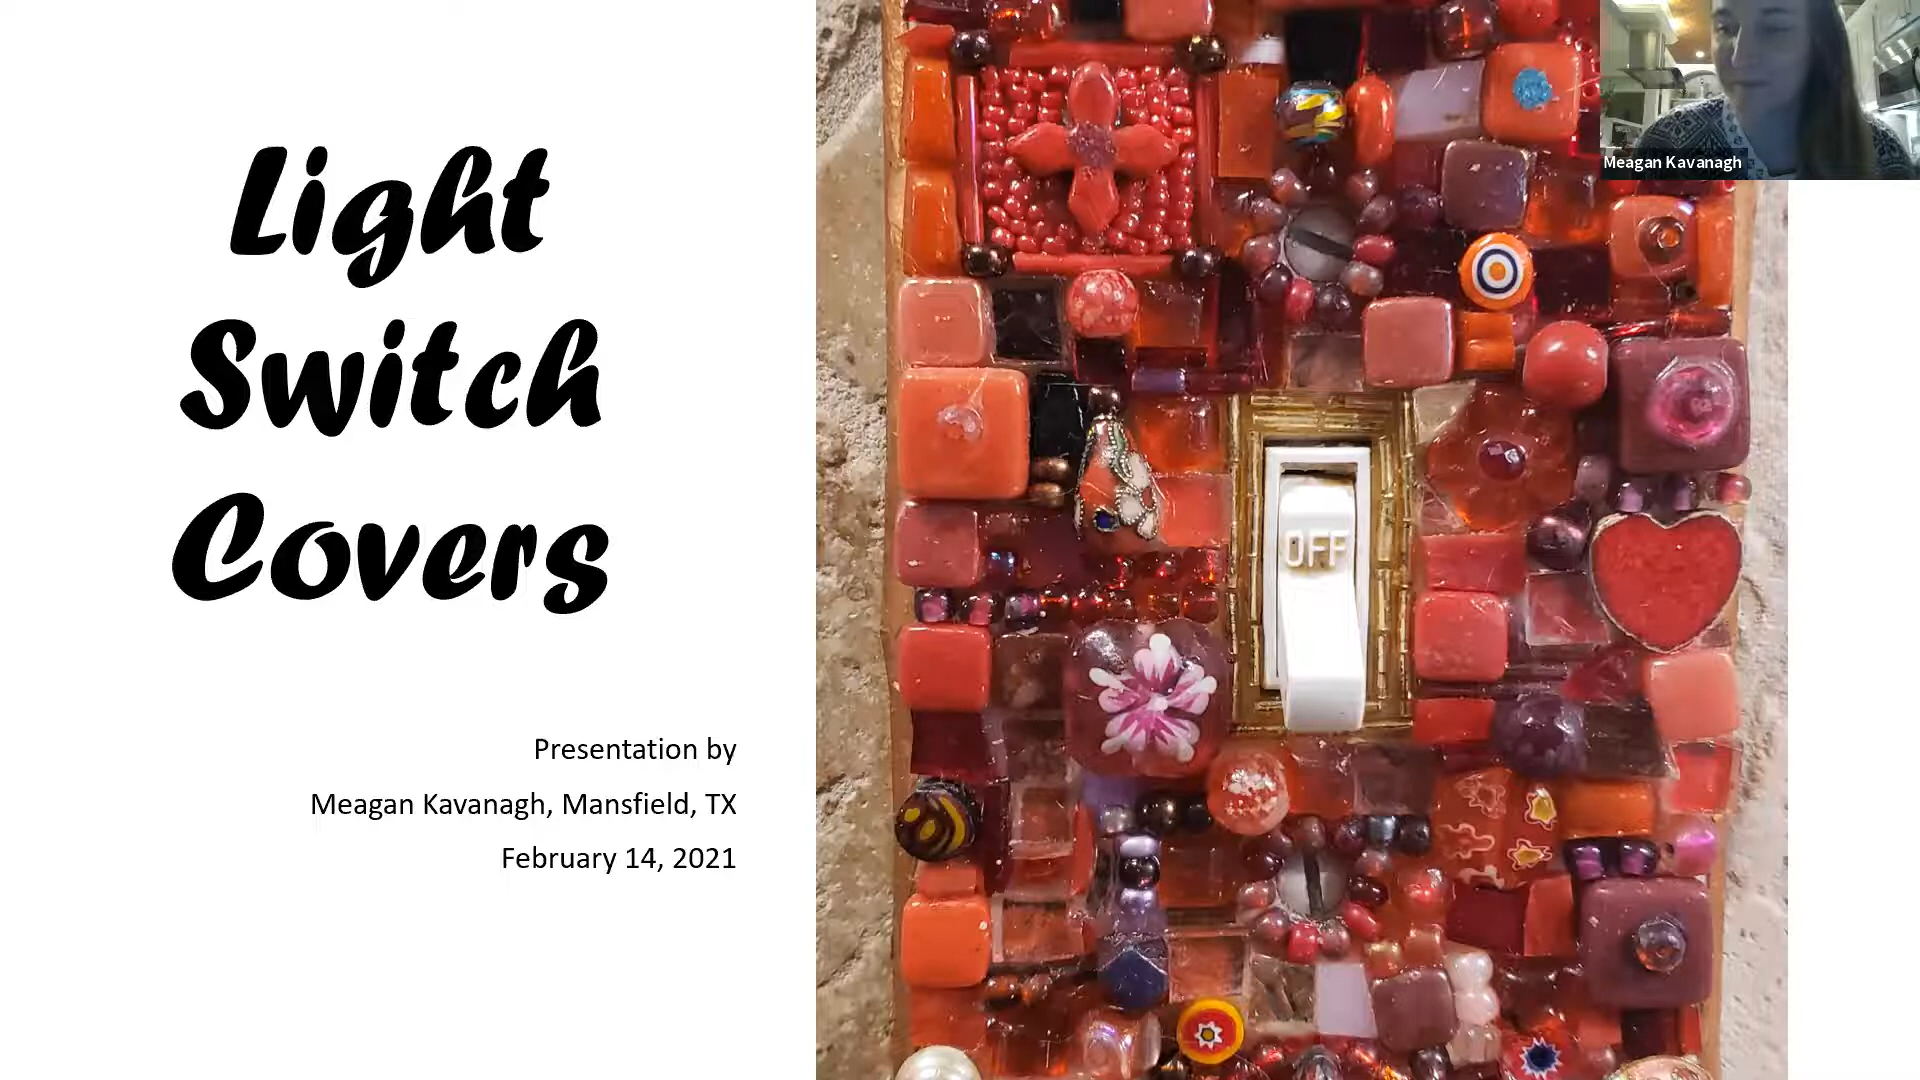 Light
Switch
Covers
Presentation by
Meagan Kavanagh, Mansfield, TX
February 14, 2021
OFF
Meagan Kavanagh